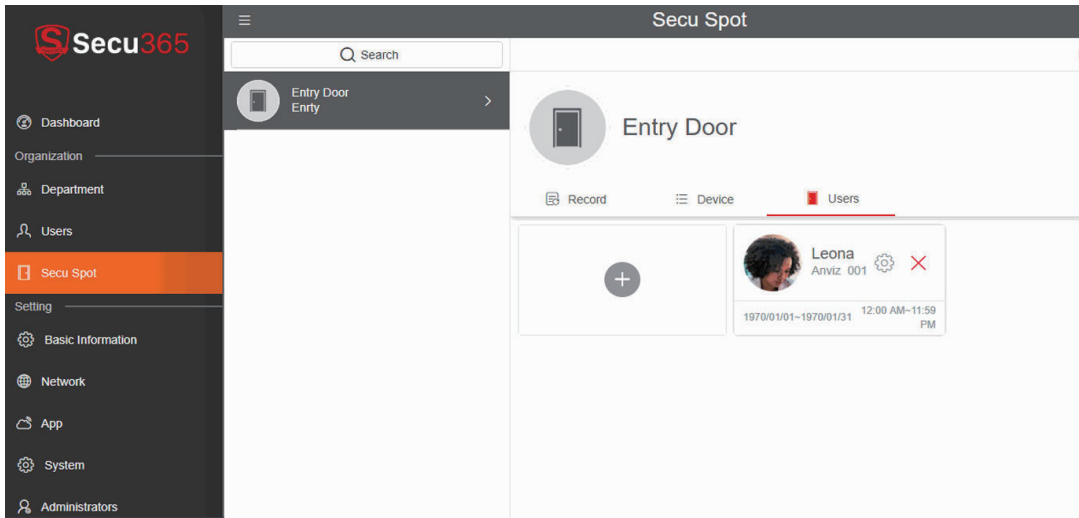 Secu365
Dashboard
Organization
Department
Users
Secu Spot
Setting
Basic Information
Network
App
System
Administrators
Secu Spot
Search
Entry Door
Enrty
Entry Door
Record
Device
Users
Leona
Anviz 001
1970/01/01~1970/01/31
12:00 AM~11:59
PM